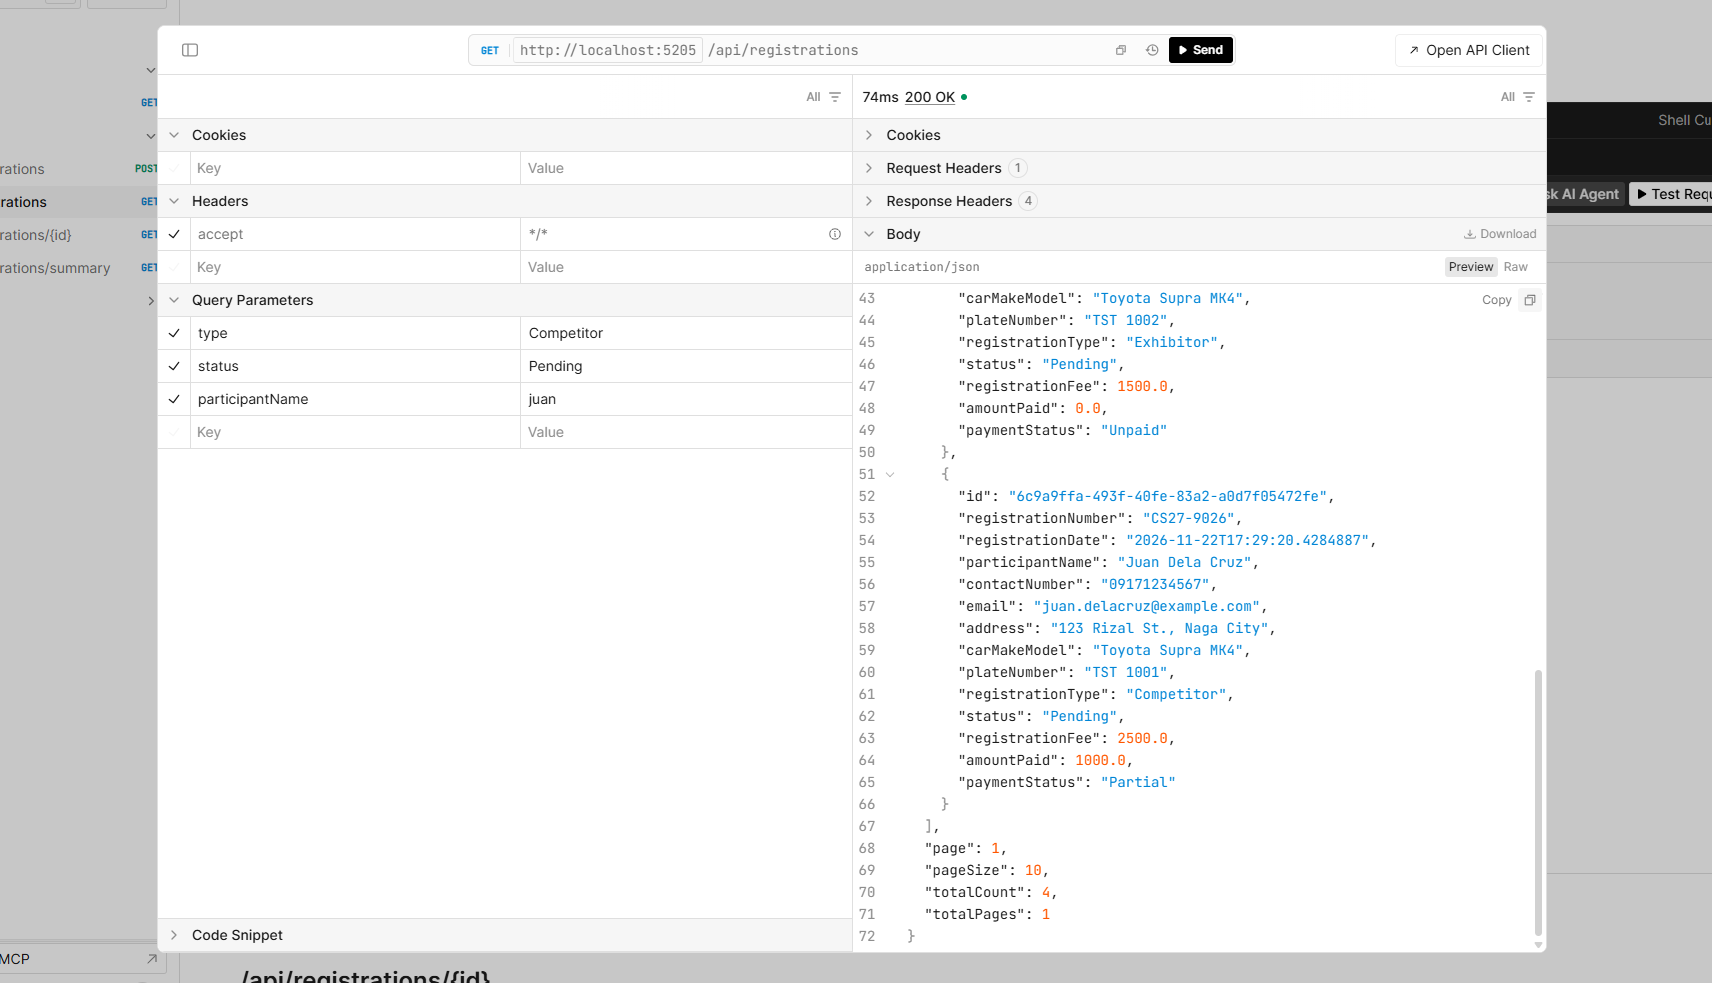 GET http://localhost:5205 /api/registrations
Send
Open API Client
All
74ms 200 OK
All
Cookies
Key Value
Headers
accept */*
Key Value
Query Parameters
type Competitor
status Pending
participantName juan
Key Value
Code Snippet
Cookies
Request Headers 1
Response Headers 4
Body
Download
application/json
Preview Raw
Copy
43 "carMakeModel": "Toyota Supra MK4",
44 "plateNumber": "TST 1002",
45 "registrationType": "Exhibitor",
46 "status": "Pending",
47 "registrationFee": 1500.0,
48 "amountPaid": 0.0,
49 "paymentStatus": "Unpaid"
50 },
51 {
52 "id": "6c9a9ffa-493f-40fe-83a2-a0d7f05472fe",
53 "registrationNumber": "CS27-9026",
54 "registrationDate": "2026-11-22T17:29:20.4284887",
55 "participantName": "Juan Dela Cruz",
56 "contactNumber": "09171234567",
57 "email": "juan.delacruz@example.com",
58 "address": "123 Rizal St., Naga City",
59 "carMakeModel": "Toyota Supra MK4",
60 "plateNumber": "TST 1001",
61 "registrationType": "Competitor",
62 "status": "Pending",
63 "registrationFee": 2500.0,
64 "amountPaid": 1000.0,
65 "paymentStatus": "Partial"
66 }
67 ],
68 "page": 1,
69 "pageSize": 10,
70 "totalCount": 4,
71 "totalPages": 1
72 }
GET
rations POST
rations GET
rations/{id} GET
rations/summary GET
MCP
Shell Cu
sk AI Agent
Test Requ
/api/registrations/{id}